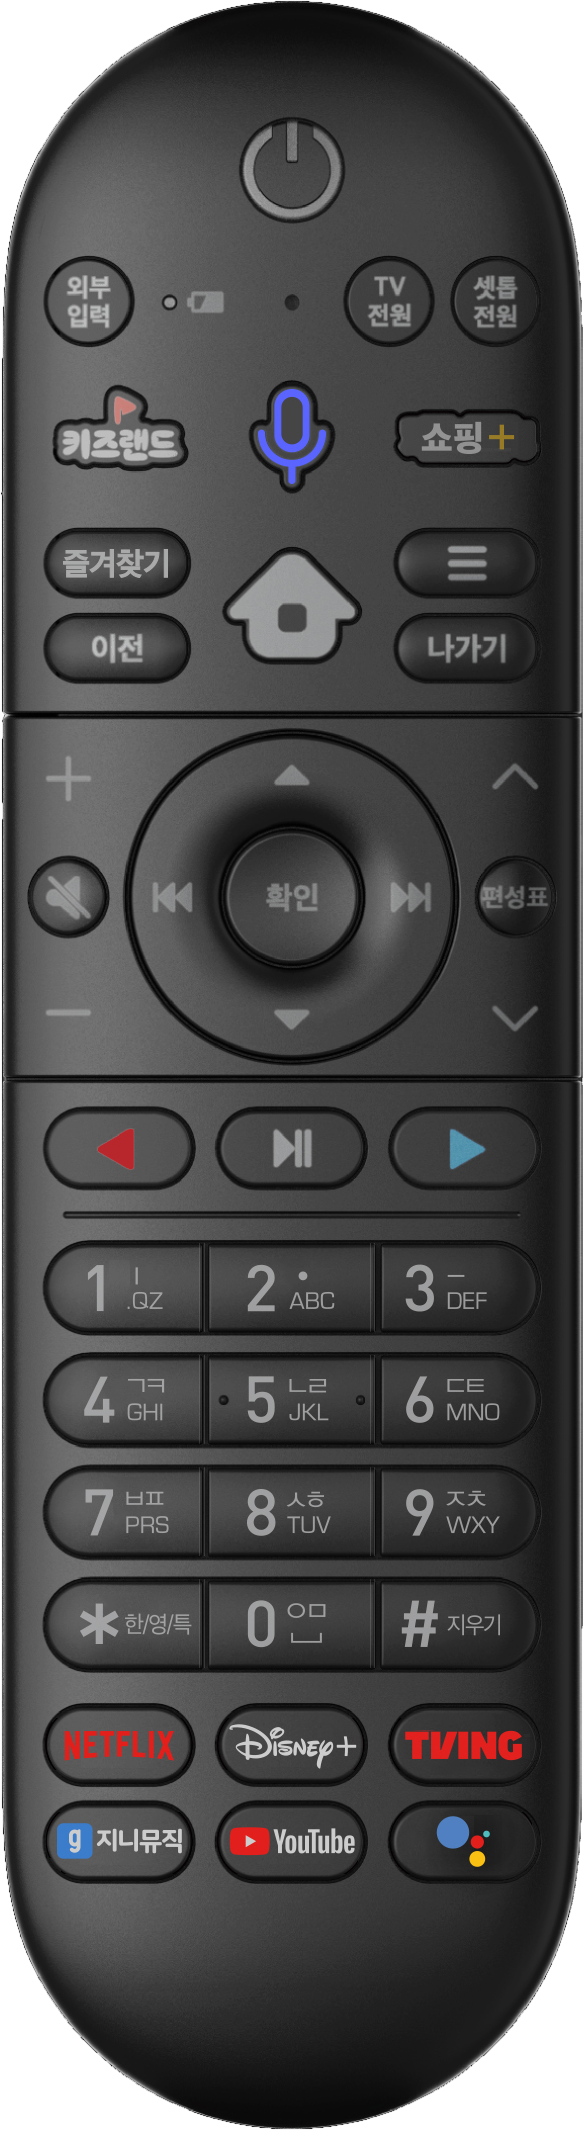 외부
입력
TV
전원
셋톱
전원
키즈랜드
쇼핑+
즐겨찾기
이전
나가기
확인
편성표
1 ㅣ
.QZ
2 •
ABC
3 ㅡ
DEF
4 ㄱㅋ
GHI
5 ㄴㄹ
JKL
6 ㄷㅌ
MNO
7 ㅂㅍ
PRS
8 ㅅㅎ
TUV
9 ㅈㅊ
WXY
* 한/영/특
0 ㅇㅁ
# 지우기
NETFLIX
Disney+
TVING
g 지니뮤직
YouTube